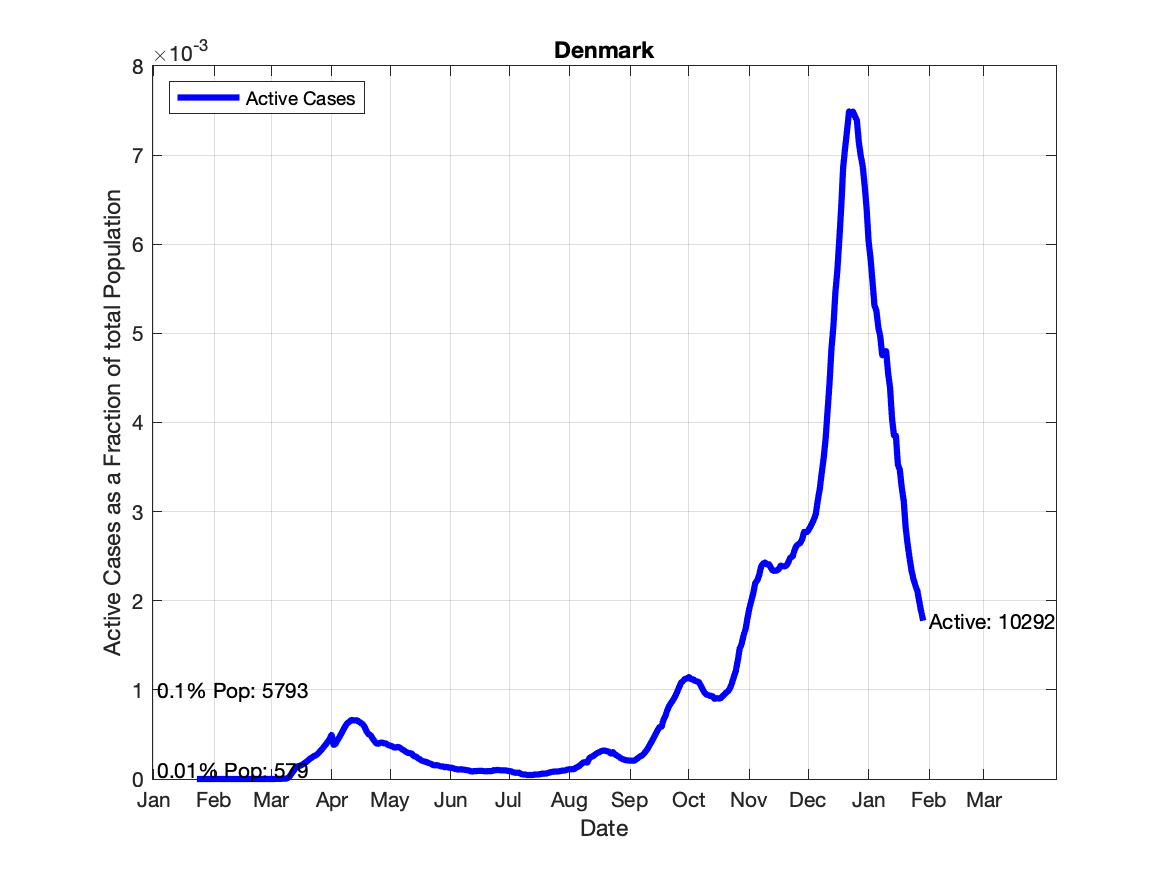 Denmark
×10-3
8
7
6
5
4
3
2
1
0
Active Cases as a Fraction of total Population
Active Cases
Active: 10292
0.1% Pop: 5793
0.01% Pop: 579
Jan Feb Mar Apr May Jun Jul Aug Sep Oct Nov Dec Jan Feb Mar
Date